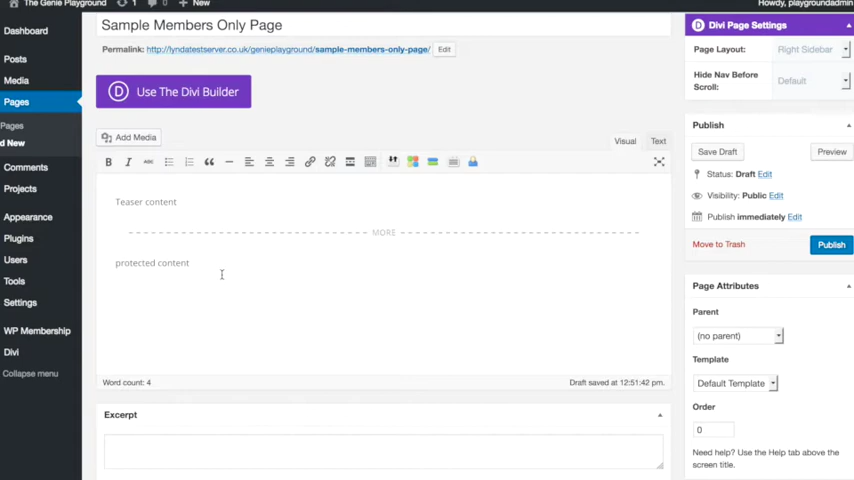 The Genie Playground 1 0 New Howdy, playgroundadmin
Dashboard
Posts
Media
Pages
Pages
d New
Comments
Projects
Appearance
Plugins
Users
Tools
Settings
WP Membership
Divi
Collapse menu
Sample Members Only Page
Permalink: http://lyndatestserver.co.uk/genieplayground/sample-members-only-page/ Edit
D Use The Divi Builder
Add Media
Visual Text
B I ABC
Teaser content
MORE
protected content
Word count: 4 Draft saved at 12:51:42 pm.
Excerpt
D Divi Page Settings
Page Layout: Right Sidebar
Hide Nav Before
Scroll: Default
Publish
Save Draft Preview
Status: Draft Edit
Visibility: Public Edit
Publish immediately Edit
Move to Trash Publish
Page Attributes
Parent
(no parent)
Template
Default Template
Order
0
Need help? Use the Help tab above the
screen title.